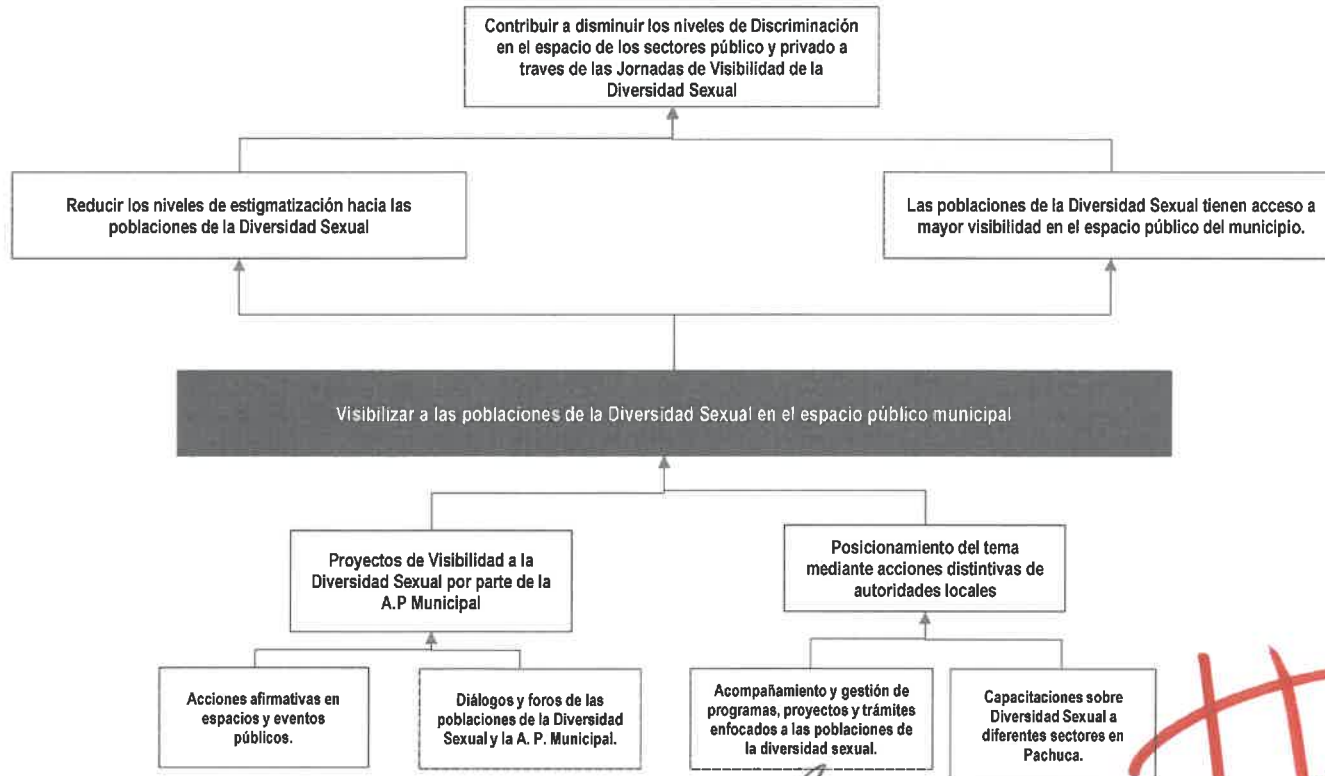 Contribuir a disminuir los niveles de Discriminación
en el espacio de los sectores público y privado a
traves de las Jornadas de Visibilidad de la
Diversidad Sexual
Reducir los niveles de estigmatización hacia las
poblaciones de la Diversidad Sexual
Las poblaciones de la Diversidad Sexual tienen acceso a
mayor visibilidad en el espacio público del municipio.
Visibilizar a las poblaciones de la Diversidad Sexual en el espacio público municipal
Proyectos de Visibilidad a la
Diversidad Sexual por parte de la
A.P Municipal
Posicionamiento del tema
mediante acciones distintivas de
autoridades locales
Acciones afirmativas en
espacios y eventos
públicos.
Diálogos y foros de las
poblaciones de la Diversidad
Sexual y la A. P. Municipal.
Acompañamiento y gestión de
programas, proyectos y trámites
enfocados a las poblaciones de
la diversidad sexual.
Capacitaciones sobre
Diversidad Sexual a
diferentes sectores en
Pachuca.